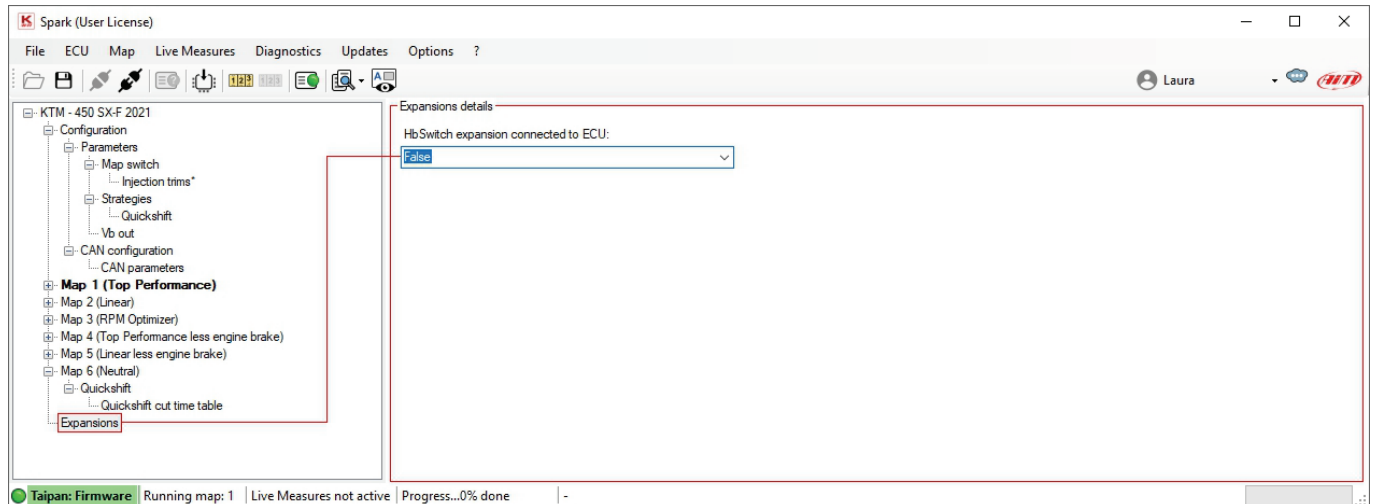 Spark (User License)
File ECU Map Live Measures Diagnostics Updates Options ?
Laura
KTM - 450 SX-F 2021
Configuration
Parameters
Map switch
Injection trims*
Strategies
Quickshift
Vb out
CAN configuration
CAN parameters
Map 1 (Top Performance)
Map 2 (Linear)
Map 3 (RPM Optimizer)
Map 4 (Top Performance less engine brake)
Map 5 (Linear less engine brake)
Map 6 (Neutral)
Quickshift
Quickshift cut time table
Expansions
Expansions details
HbSwitch expansion connected to ECU:
False
Taipan: Firmware Running map: 1 Live Measures not active Progress...0% done -